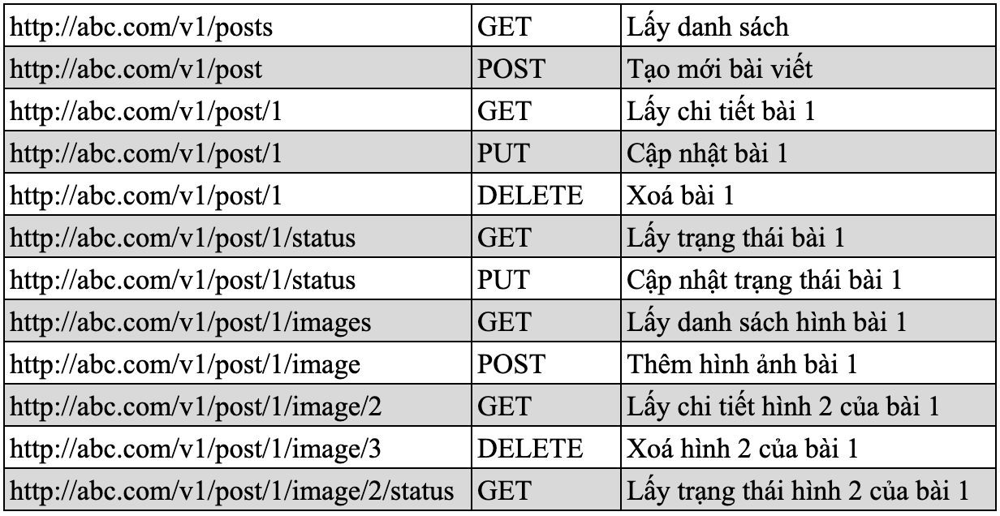 http://abc.com/v1/posts GET Lấy danh sách
http://abc.com/v1/post POST Tạo mới bài viết
http://abc.com/v1/post/1 GET Lấy chi tiết bài 1
http://abc.com/v1/post/1 PUT Cập nhật bài 1
http://abc.com/v1/post/1 DELETE Xoá bài 1
http://abc.com/v1/post/1/status GET Lấy trạng thái bài 1
http://abc.com/v1/post/1/status PUT Cập nhật trạng thái bài 1
http://abc.com/v1/post/1/images GET Lấy danh sách hình bài 1
http://abc.com/v1/post/1/image POST Thêm hình ảnh bài 1
http://abc.com/v1/post/1/image/2 GET Lấy chi tiết hình 2 của bài 1
http://abc.com/v1/post/1/image/3 DELETE Xoá hình 2 của bài 1
http://abc.com/v1/post/1/image/2/status GET Lấy trạng thái hình 2 của bài 1